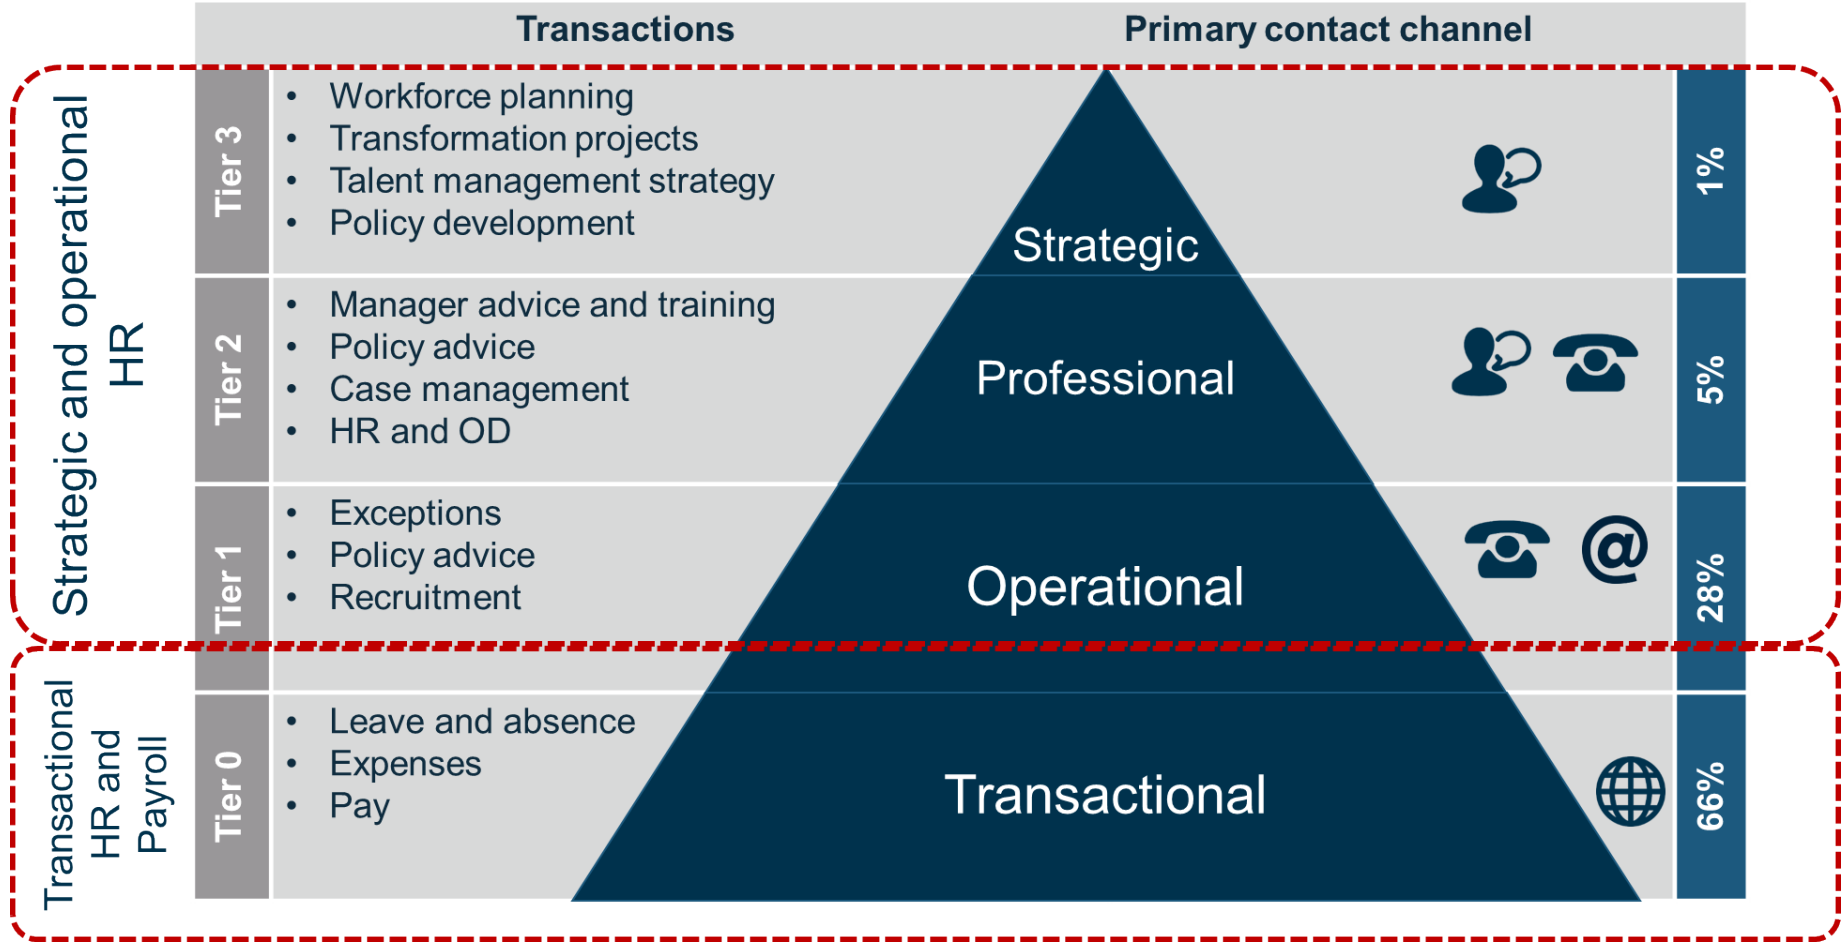 Transactions
Primary contact channel
Strategic and operational
HR
Tier 3
• Workforce planning
• Transformation projects
• Talent management strategy
• Policy development
Strategic
1%
Tier 2
• Manager advice and training
• Policy advice
• Case management
• HR and OD
Professional
5%
Tier 1
• Exceptions
• Policy advice
• Recruitment
Operational
@
28%
Transactional
HR and
Payroll
Tier 0
• Leave and absence
• Expenses
• Pay
Transactional
66%